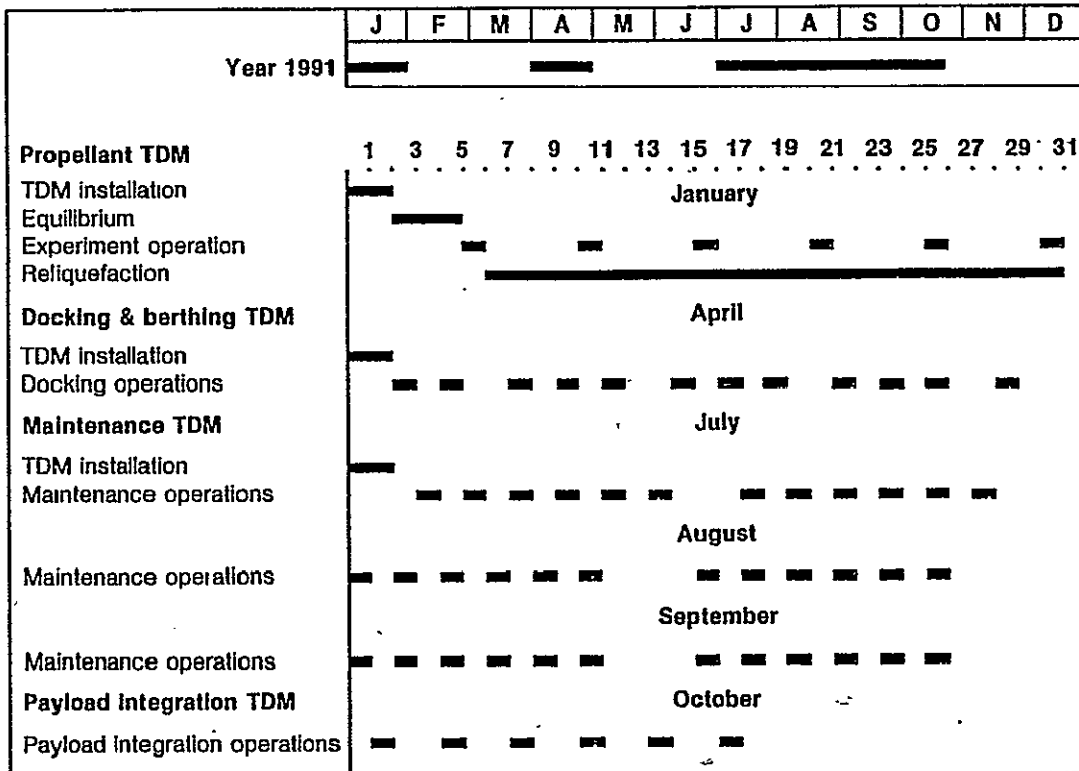 J F M A M J J A S O N D
Year 1991
Propellant TDM 1 3 5 7 9 11 13 15 17 19 21 23 25 27 29 31
TDM installation January
Equilibrium
Experiment operation
Reliquefaction
Docking & berthing TDM April
TDM installation
Docking operations
Maintenance TDM July
TDM installation
Maintenance operations
August
Maintenance operations
September
Maintenance operations
Payload Integration TDM October
Payload Integration operations